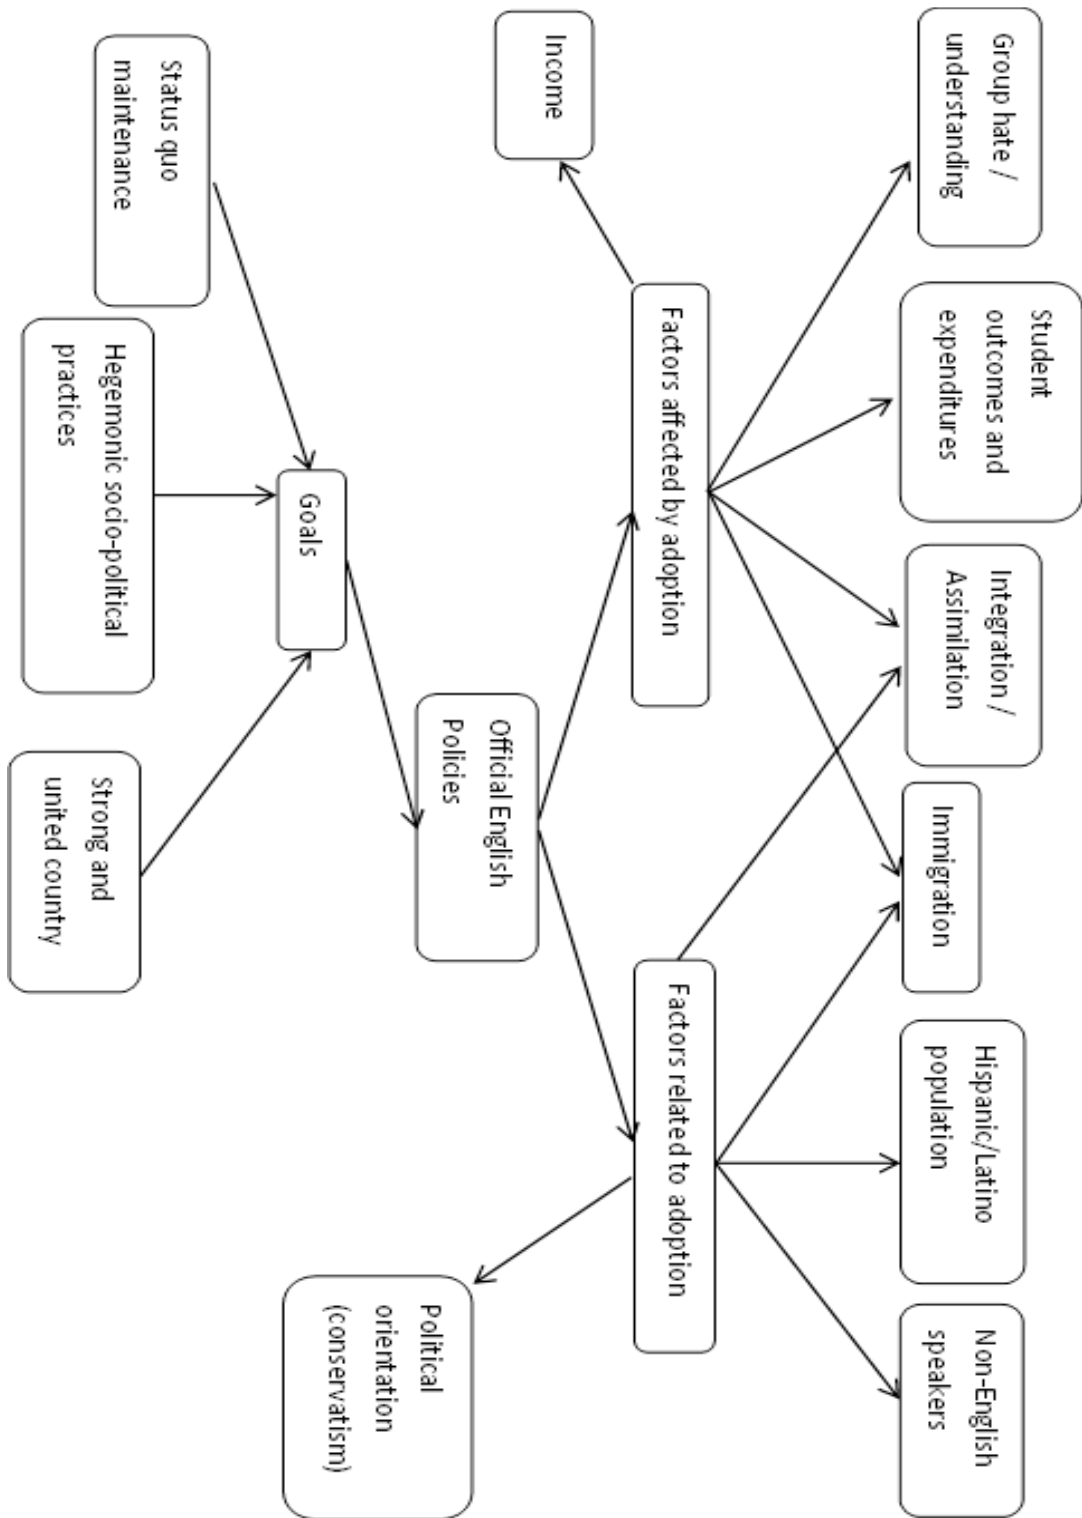 Group hate /
understanding
Student
outcomes and
expenditures
Integration /
Assimilation
Immigration
Hispanic/Latino
population
Non-English
speakers
Factors affected by adoption
Factors related to adoption
Income
Official English
Policies
Political
orientation
(conservatism)
Goals
Status quo
maintenance
Hegemonic socio-political
practices
Strong and
united country